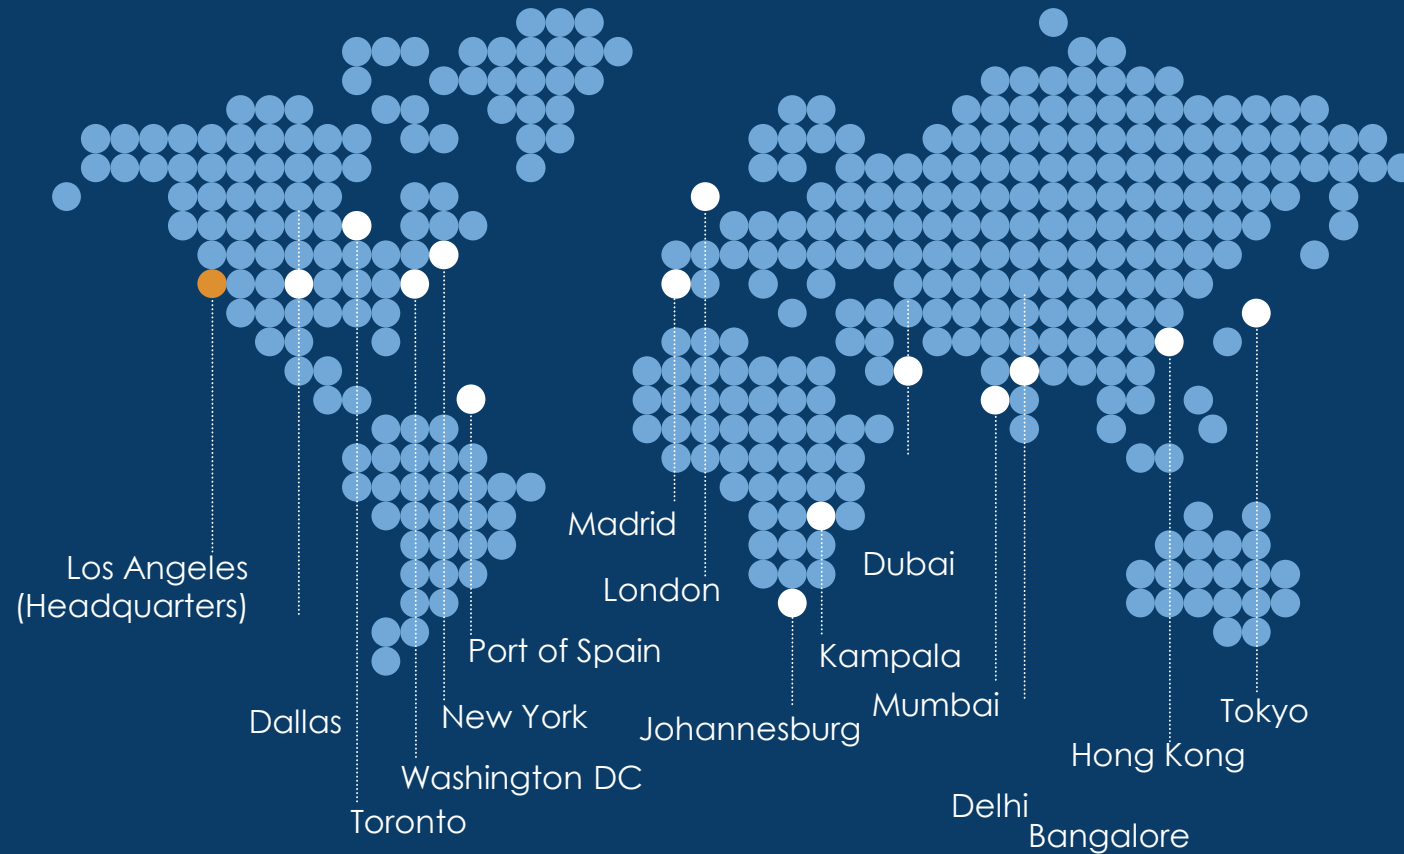 Madrid
Dubai
Los Angeles
(Headquarters)
London
Port of Spain
Kampala
Mumbai
Dallas
New York
Johannesburg
Tokyo
Hong Kong
Washington DC
Delhi
Toronto
Bangalore